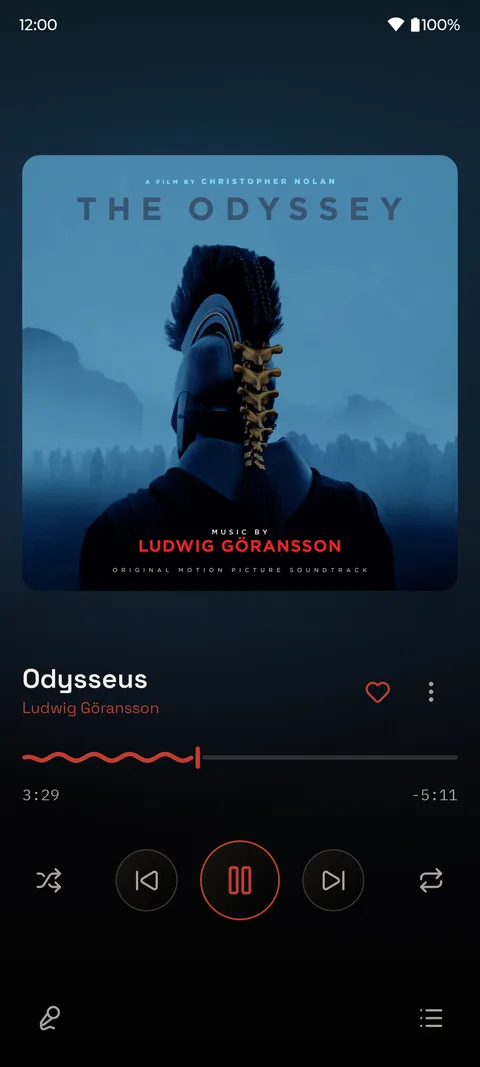 12:00
100%
A FILM BY CHRISTOPHER NOLAN
THE ODYSSEY
MUSIC BY
LUDWIG GÖRANSSON
ORIGINAL MOTION PICTURE SOUNDTRACK
Odysseus
Ludwig Göransson
3:29
-5:11